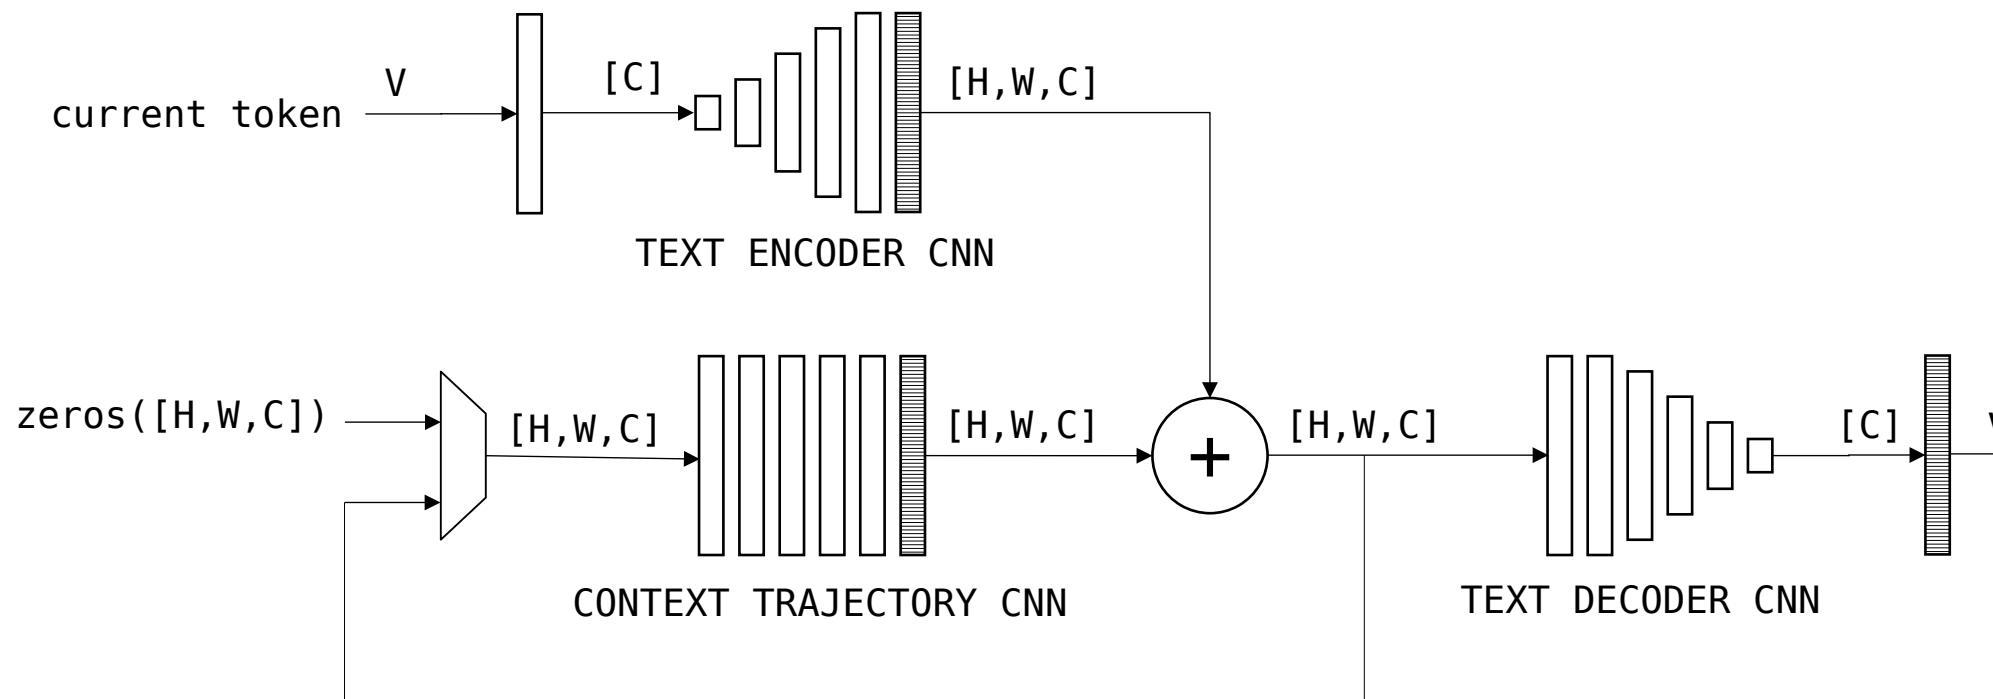 V
[C]
[H,W,C]
current token
TEXT ENCODER CNN
zeros([H,W,C])
[H,W,C]
[H,W,C]
+
[H,W,C]
[C]
CONTEXT TRAJECTORY CNN
TEXT DECODER CNN